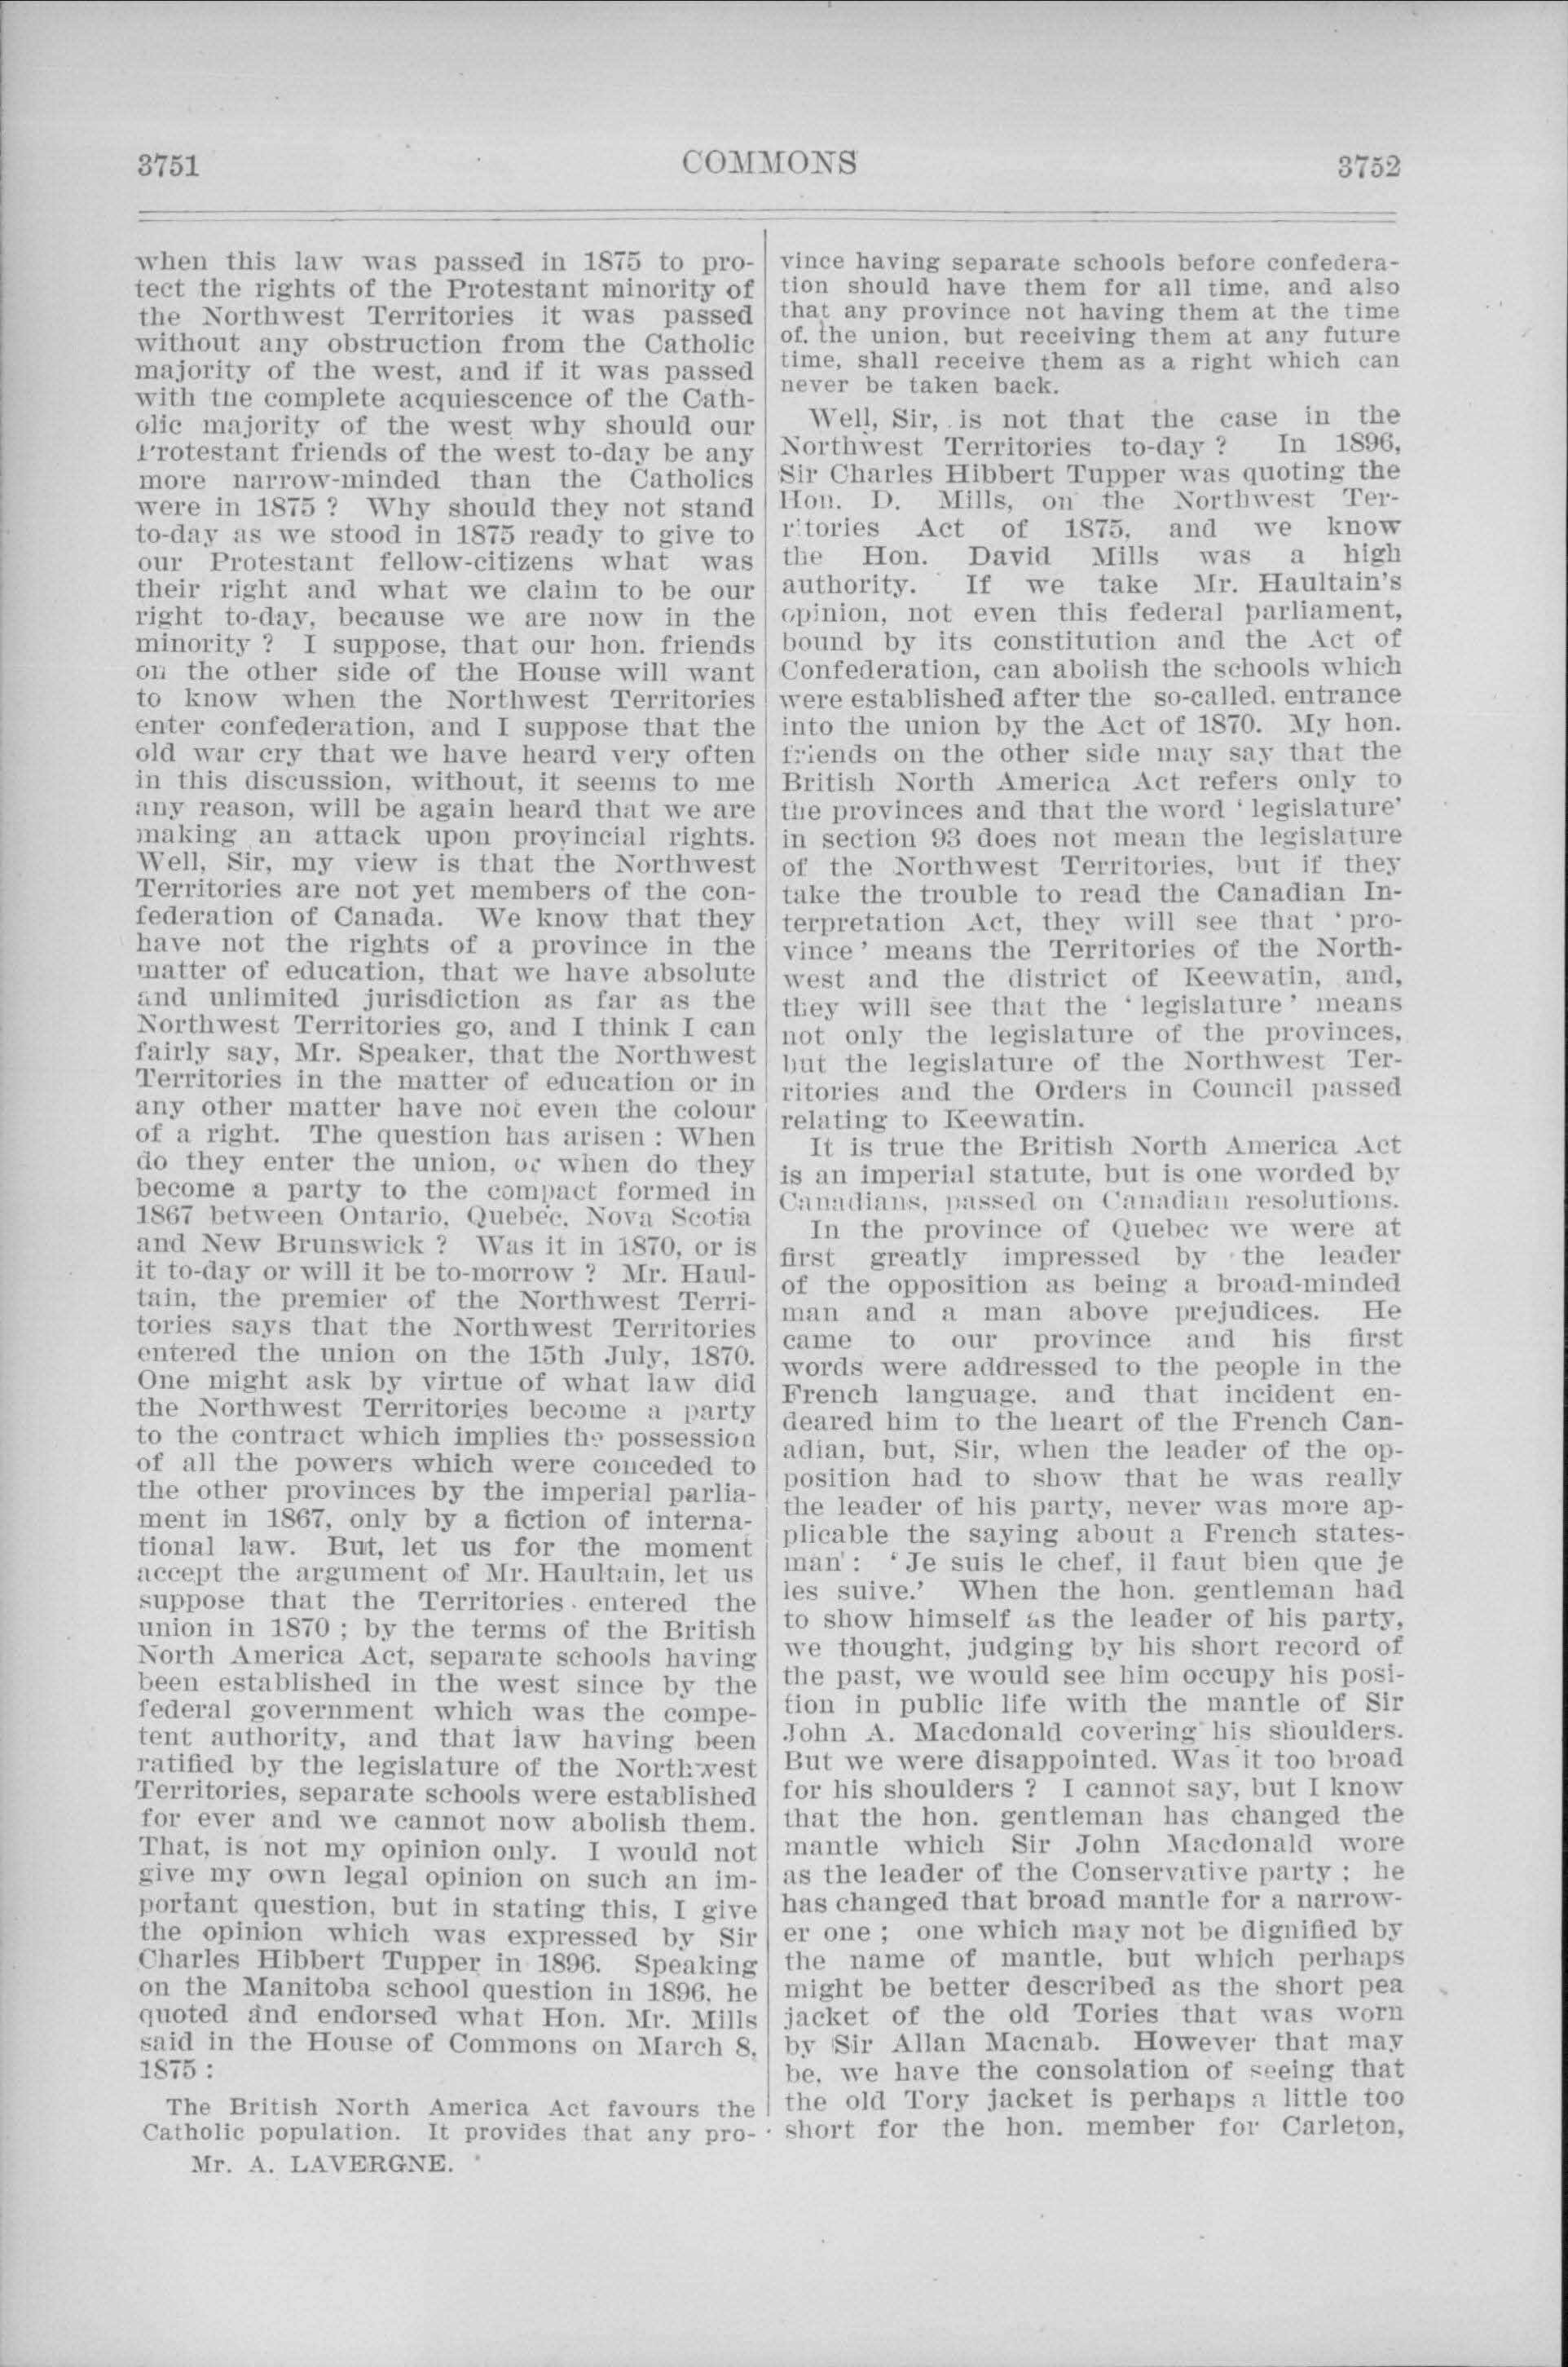 3751
COMMONS
3752
when this law was passed in 1875 to pro-
tect the rights of the Protestant minority of
the Northwest Territories it was passed
without any obstruction from the Catholic
majority of the west, and if it was passed
with the complete acquiescence of the Cath-
olic majority of the west why should our
Protestant friends of the west to-day be any
more narrow-minded than the Catholics
were in 1875 ? Why should they not stand
to-day as we stood in 1875 ready to give to
our Protestant fellow-citizens what was
their right and what we claim to be our
right to-day, because we are now in the
minority ? I suppose, that our hon. friends
on the other side of the House will want
to know when the Northwest Territories
enter confederation, and I suppose that the
old war cry that we have heard very often
in this discussion, without, it seems to me
any reason, will be again heard that we are
making an attack upon provincial rights.
Well, Sir, my view is that the Northwest
Territories are not yet members of the con-
federation of Canada. We know that they
have not the rights of a province in the
matter of education, that we have absolute
and unlimited jurisdiction as far as the
Northwest Territories go, and I think I can
fairly say, Mr. Speaker, that the Northwest
Territories in the matter of education or in
any other matter have not even the colour
of a right. The question has arisen : When
do they enter the union, or when do they
become a party to the compact formed in
1867 between Ontario, Quebec, Nova Scotia
and New Brunswick ? Was it in 1870, or is
it to-day or will it be to-morrow ? Mr. Haul-
tain, the premier of the Northwest Terri-
tories says that the Northwest Territories
entered the union on the 15th July, 1870.
One might ask by virtue of what law did
the Northwest Territories become a party
to the contract which implies the possession
of all the powers which were conceded to
the other provinces by the imperial parlia-
ment in 1867, only by a fiction of interna-
tional law. But, let us for the moment
accept the argument of Mr. Haultain, let us
suppose that the Territories entered the
union in 1870 ; by the terms of the British
North America Act, separate schools having
been established in the west since by the
federal government which was the compe-
tent authority, and that law having been
ratified by the legislature of the Northwest
Territories, separate schools were established
for ever and we cannot now abolish them.
That, is not my opinion only. I would not
give my own legal opinion on such an im-
portant question, but in stating this, I give
the opinion which was expressed by Sir
Charles Hibbert Tupper in 1896. Speaking
on the Manitoba school question in 1896, he
quoted and endorsed what Hon. Mr. Mills
said in the House of Commons on March 8,
1875 :
The British North America Act favours the
Catholic population. It provides that any pro-
Mr. A. LAVERGNE.
vince having separate schools before confedera-
tion should have them for all time, and also
that any province not having them at the time
of. the union, but receiving them at any future
time, shall receive them as a right which can
never be taken back.
Well, Sir, is not that the case in the
Northwest Territories to-day ? In 1896,
Sir Charles Hibbert Tupper was quoting the
Hon. D. Mills, on the Northwest Ter-
ritories Act of 1875, and we know
the Hon. David Mills was a high
authority. If we take Mr. Haultain's
opinion, not even this federal parliament,
bound by its constitution and the Act of
Confederation, can abolish the schools which
were established after the so-called, entrance
into the union by the Act of 1870. My hon.
friends on the other side may say that the
British North America Act refers only to
the provinces and that the word ' legislature'
in section 93 does not mean the legislature
of the Northwest Territories, but if they
take the trouble to read the Canadian In-
terpretation Act, they will see that ' pro-
vince ' means the Territories of the North-
west and the district of Keewatin, and,
they will see that the ' legislature ' means
not only the legislature of the provinces,
but the legislature of the Northwest Ter-
ritories and the Orders in Council passed
relating to Keewatin.
It is true the British North America Act
is an imperial statute, but is one worded by
Canadians, passed on Canadian resolutions.
In the province of Quebec we were at
first greatly impressed by the leader
of the opposition as being a broad-minded
man and a man above prejudices. He
came to our province and his first
words were addressed to the people in the
French language, and that incident en-
deared him to the heart of the French Can-
adian, but, Sir, when the leader of the op-
position had to show that he was really
the leader of his party, never was more ap-
plicable the saying about a French states-
man : ' Je suis le chef, il faut bien que je
les suive.' When the hon. gentleman had
to show himself as the leader of his party,
we thought, judging by his short record of
the past, we would see him occupy his posi-
tion in public life with the mantle of Sir
John A. Macdonald covering his shoulders.
But we were disappointed. Was it too broad
for his shoulders ? I cannot say, but I know
that the hon. gentleman has changed the
mantle which Sir John Macdonald wore
as the leader of the Conservative party ; he
has changed that broad mantle for a narrow-
er one ; one which may not be dignified by
the name of mantle, but which perhaps
might be better described as the short pea
jacket of the old Tories that was worn
by Sir Allan Macnab. However that may
be, we have the consolation of seeing that
the old Tory jacket is perhaps a little too
short for the hon. member for Carleton,